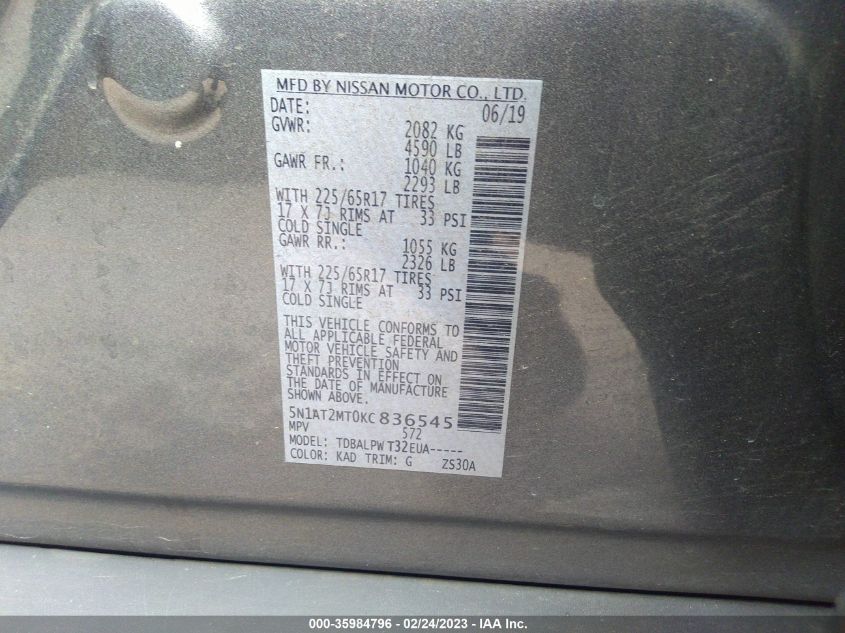 MFD BY NISSAN MOTOR CO., LTD.
DATE: 06/19
GVWR: 2082 KG
4590 LB
GAWR FR.: 1040 KG
2293 LB
WITH 225/65R17 TIRES
17 X 7J RIMS AT 33 PSI
COLD SINGLE
GAWR RR.: 1055 KG
2326 LB
WITH 225/65R17 TIRES
17 X 7J RIMS AT 33 PSI
COLD SINGLE
THIS VEHICLE CONFORMS TO
ALL APPLICABLE FEDERAL
MOTOR VEHICLE SAFETY AND
THEFT PREVENTION
STANDARDS IN EFFECT ON
THE DATE OF MANUFACTURE
SHOWN ABOVE.
5N1AT2MT0KC836545
MPV 572
MODEL: TDBALPW T32EUA-----
COLOR: KAD TRIM: G ZS30A
000-35984796 - 02/24/2023 - IAA Inc.